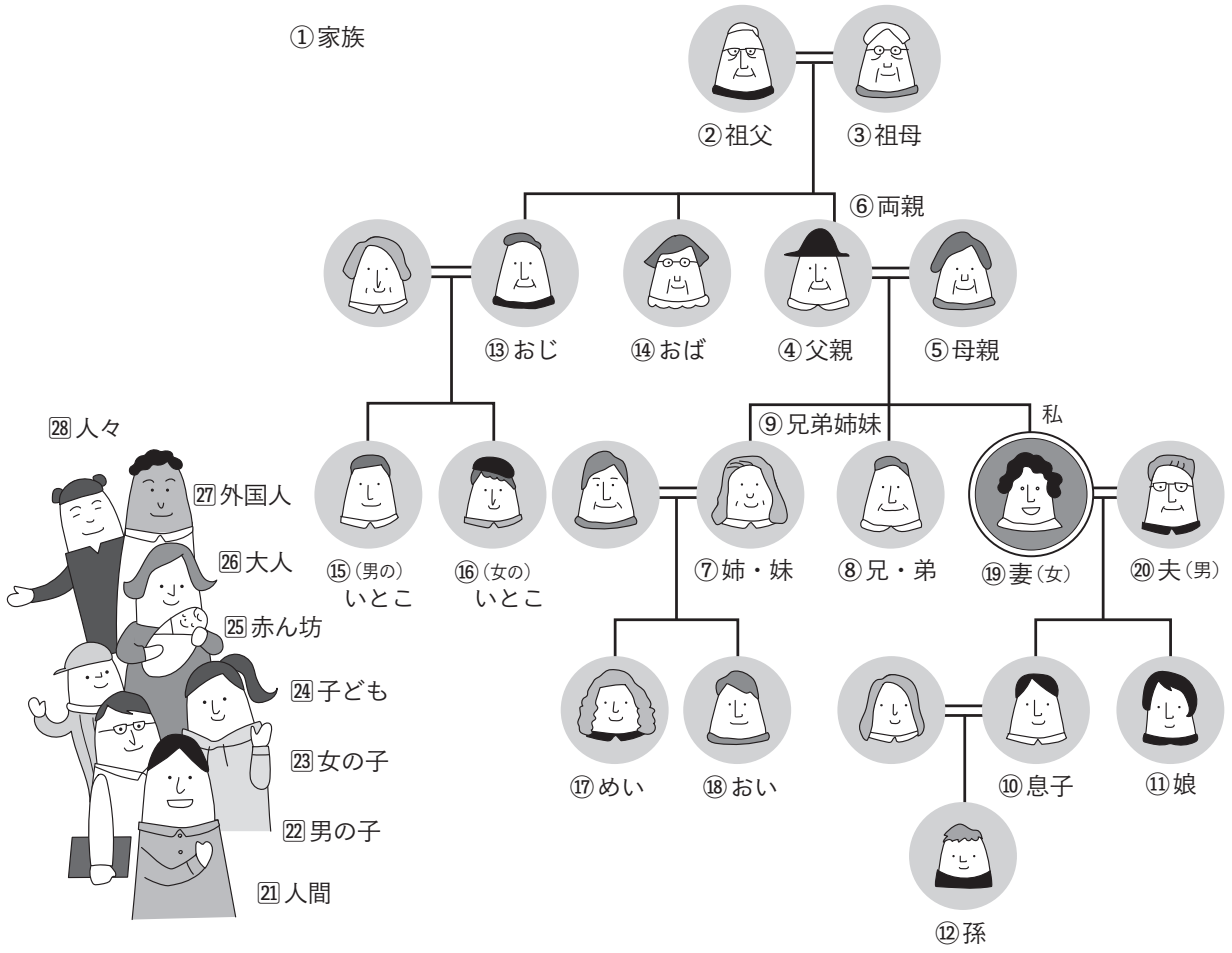 ①家族
②祖父
③祖母
⑥両親
⑬おじ
⑭おば
④父親
⑤母親
⑨兄弟姉妹
私
⑮（男の）
いとこ
⑯（女の）
いとこ
⑦姉・妹
⑧兄・弟
⑲妻（女）
⑳夫（男）
⑰めい
⑱おい
⑩息子
⑪娘
⑫孫
28人々
27外国人
26大人
25赤ん坊
24子ども
23女の子
22男の子
21人間